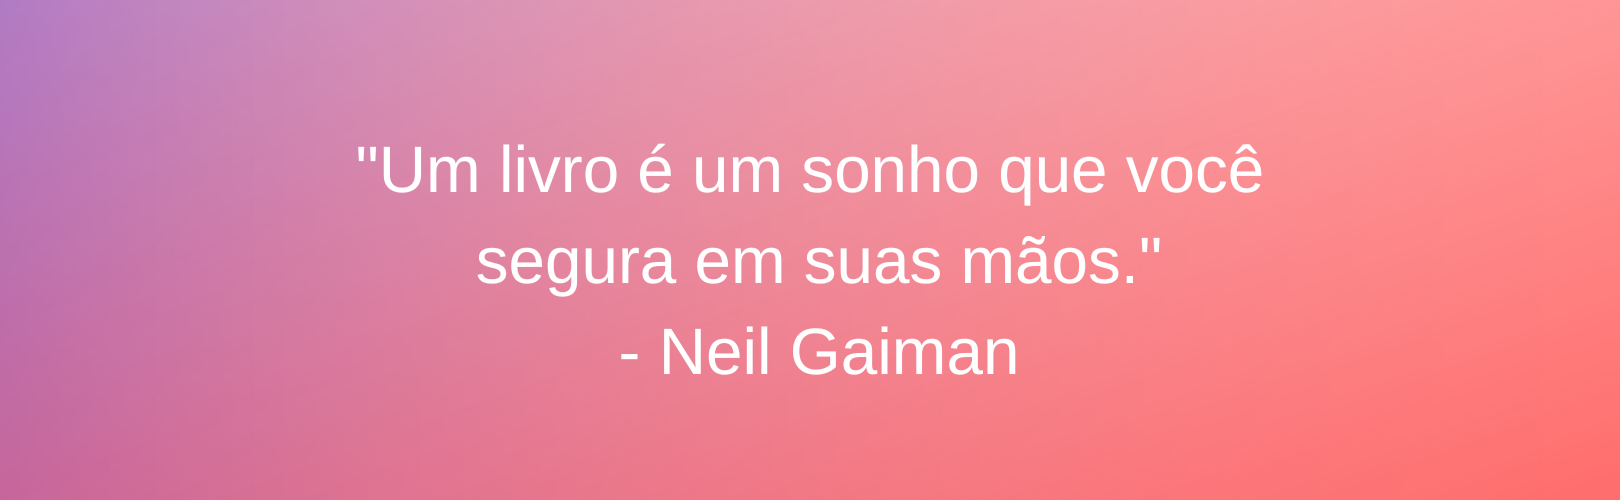 "Um livro é um sonho que você
segura em suas mãos."
- Neil Gaiman